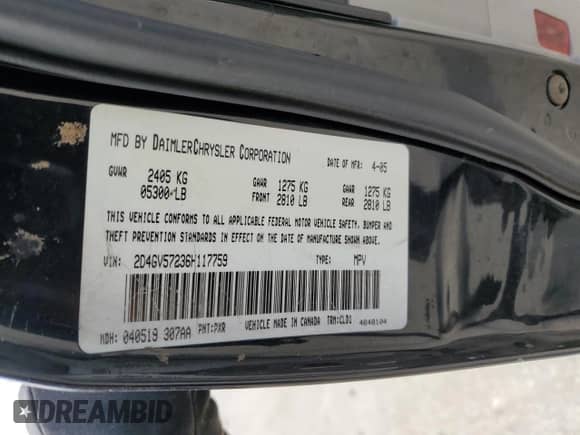 MFD BY DAIMLERCHRYSLER CORPORATION
DATE OF MFR: 4-05
GVWR 2405 KG
05300 LB
GAWR FRONT 1275 KG
2810 LB
GAWR REAR 1275 KG
2810 LB
THIS VEHICLE CONFORMS TO ALL APPLICABLE FEDERAL MOTOR VEHICLE SAFETY, BUMPER AND
THEFT PREVENTION STANDARDS IN EFFECT ON THE DATE OF MANUFACTURE SHOWN ABOVE.
VIN: 2D4GV57236H117759 TYPE: MPV
MDH: 040519 307AA PNT:PXR VEHICLE MADE IN CANADA TRM:CLD1 4648104
DREAMBID